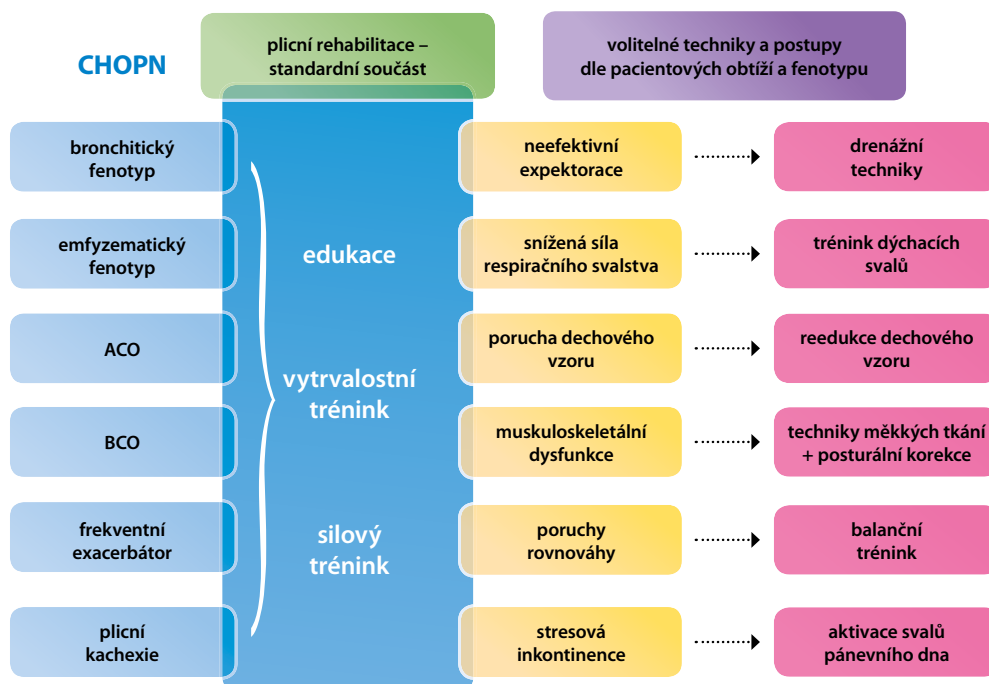 CHOPN
plicní rehabilitace –
standardní součást
volitelné techniky a postupy
dle pacientových obtíží a fenotypu
bronchitický
fenotyp
emfyzematický
fenotyp
ACO
BCO
frekventní
exacerbátor
plicní
kachexie
edukace
vytrvalostní
trénink
silový
trénink
neefektivní
expektorace
drenážní
techniky
snížená síla
respiračního svalstva
trénink dýchacích
svalů
porucha dechového
vzoru
reedukce dechového
vzoru
muskuloskeletální
dysfunkce
techniky měkkých tkání
+ posturální korekce
poruchy
rovnováhy
balanční
trénink
stresová
inkontinence
aktivace svalů
pánevního dna